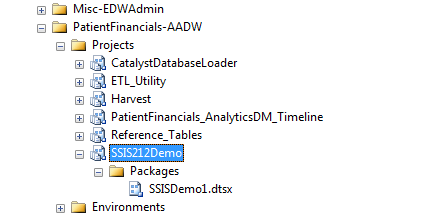 Misc-EDWAdmin
PatientFinancials-AADW
Projects
CatalystDatabaseLoader
ETL_Utility
Harvest
PatientFinancials_AnalyticsDM_Timeline
Reference_Tables
SSIS212Demo
Packages
SSISDemo1.dtsx
Environments